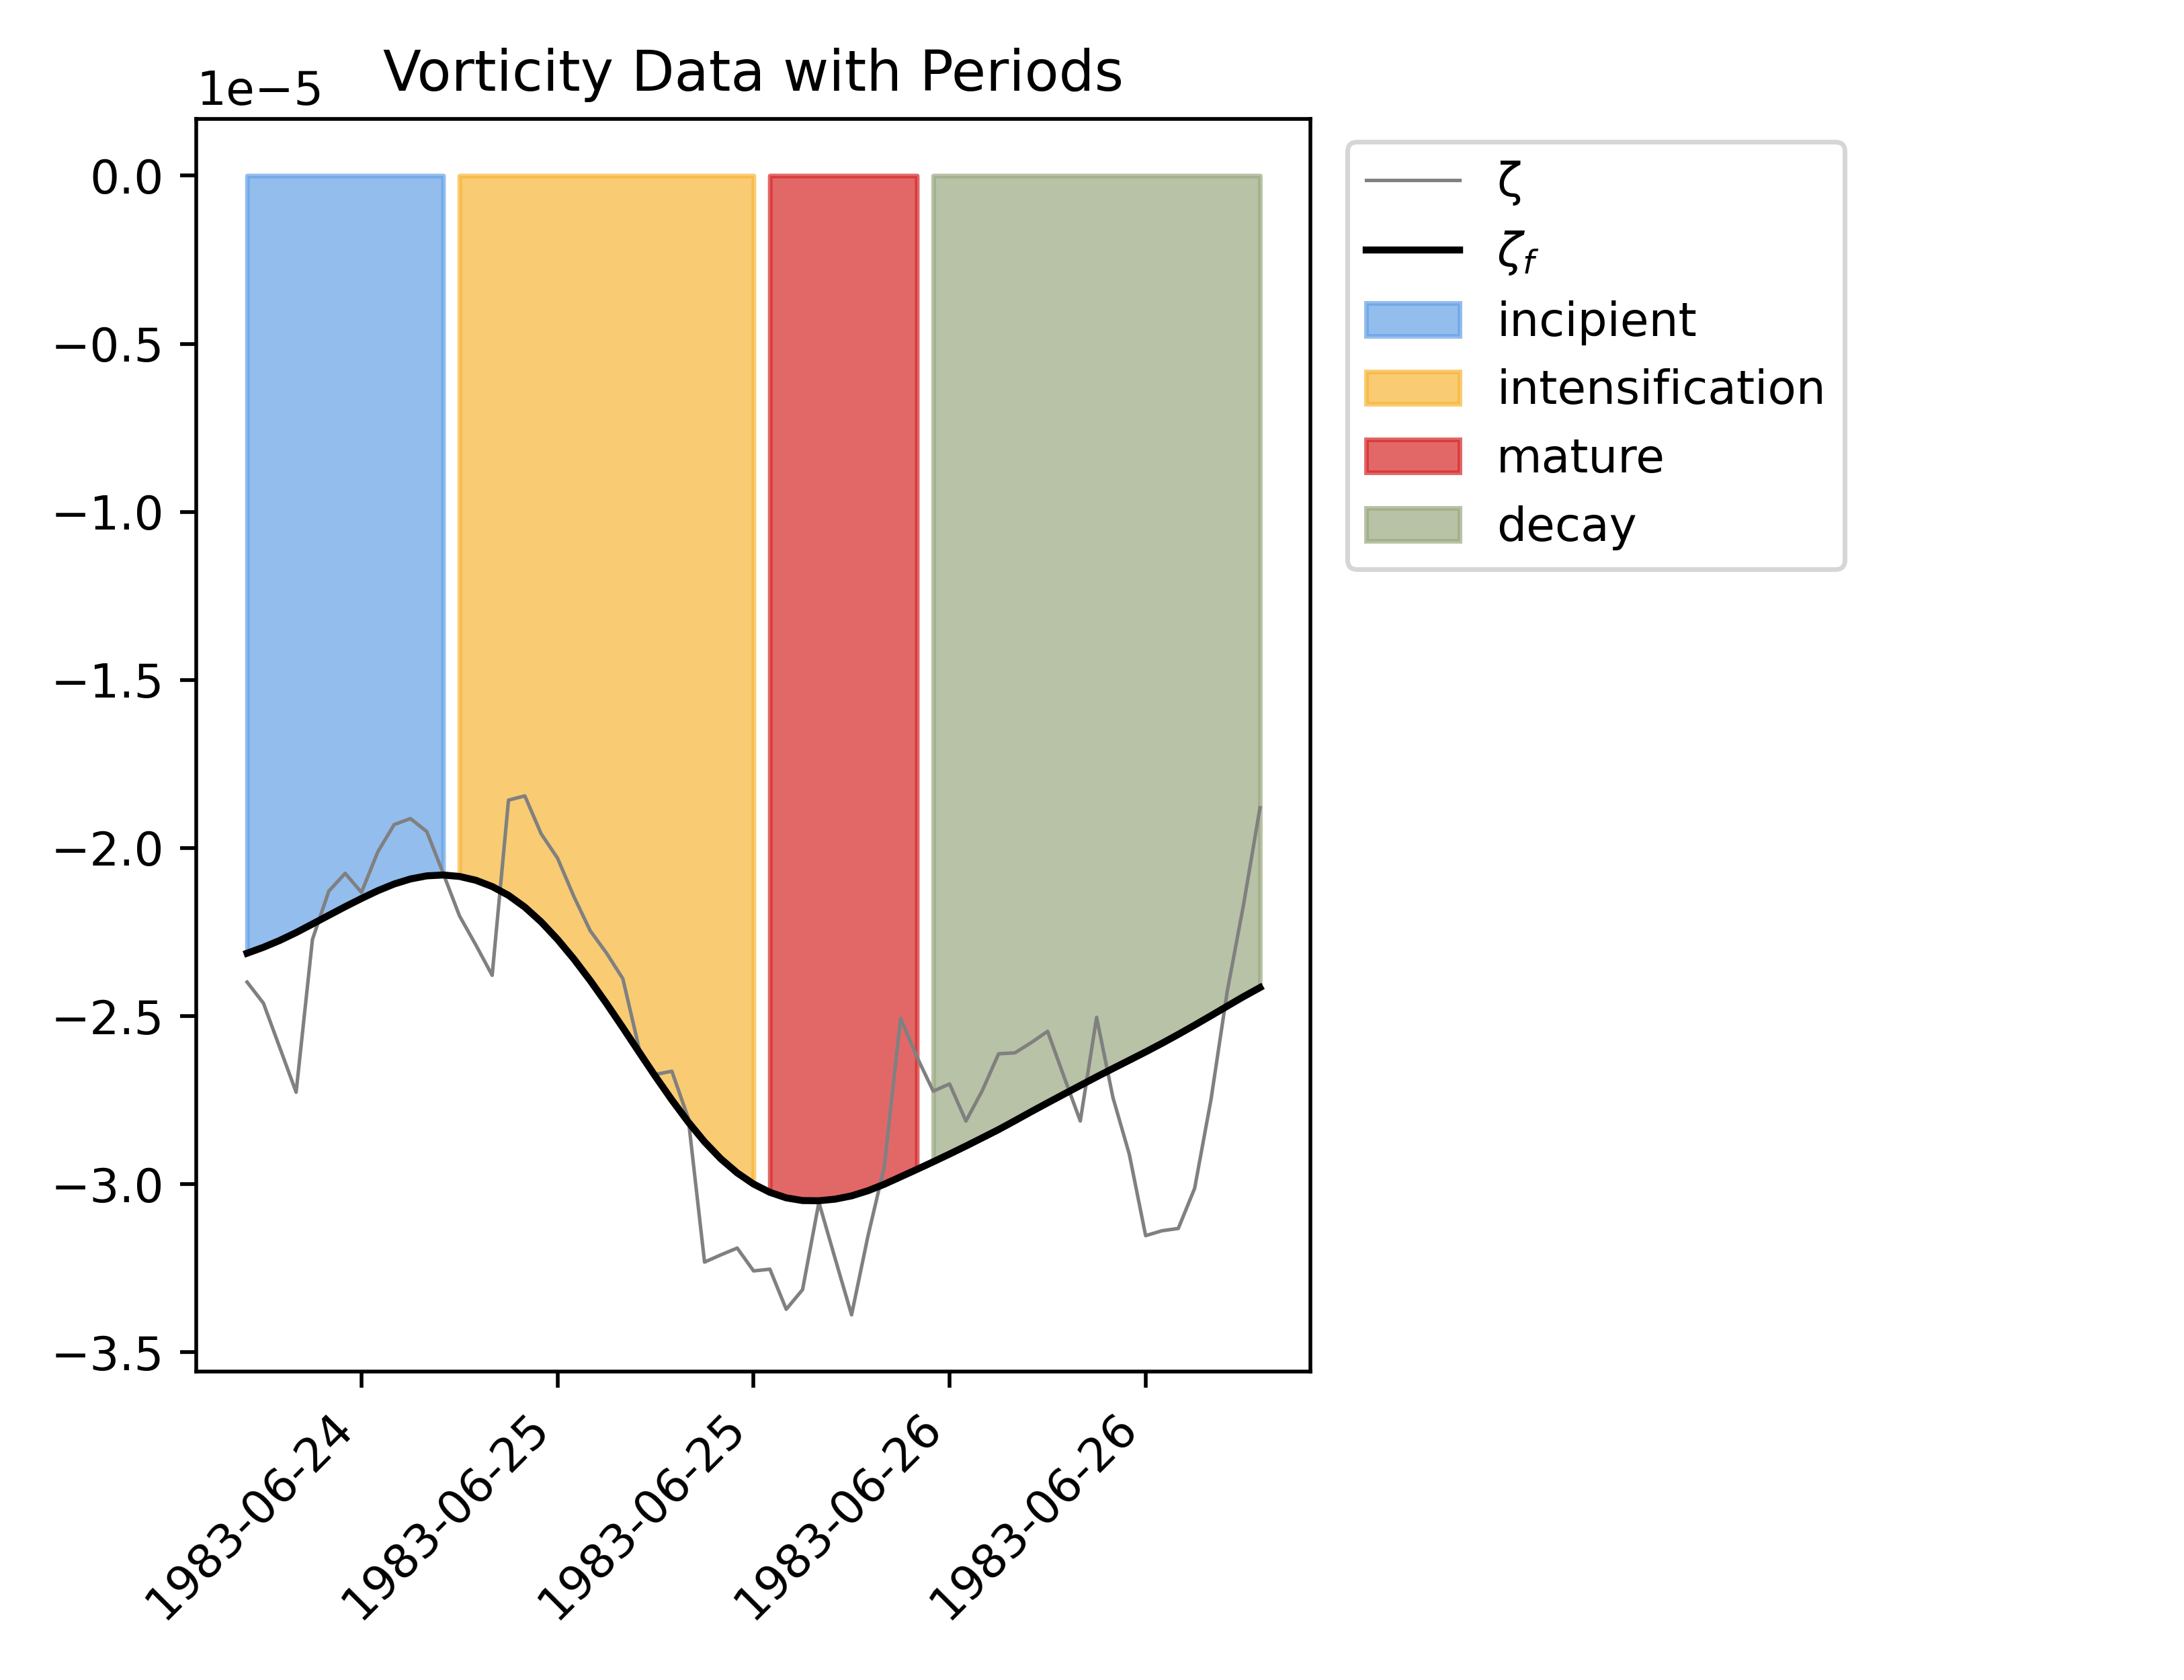 Vorticity Data with Periods
1e−5
0.0
−0.5
−1.0
−1.5
−2.0
−2.5
−3.0
−3.5
1983-06-24
1983-06-25
1983-06-25
1983-06-26
1983-06-26
ζ
ζf
incipient
intensification
mature
decay